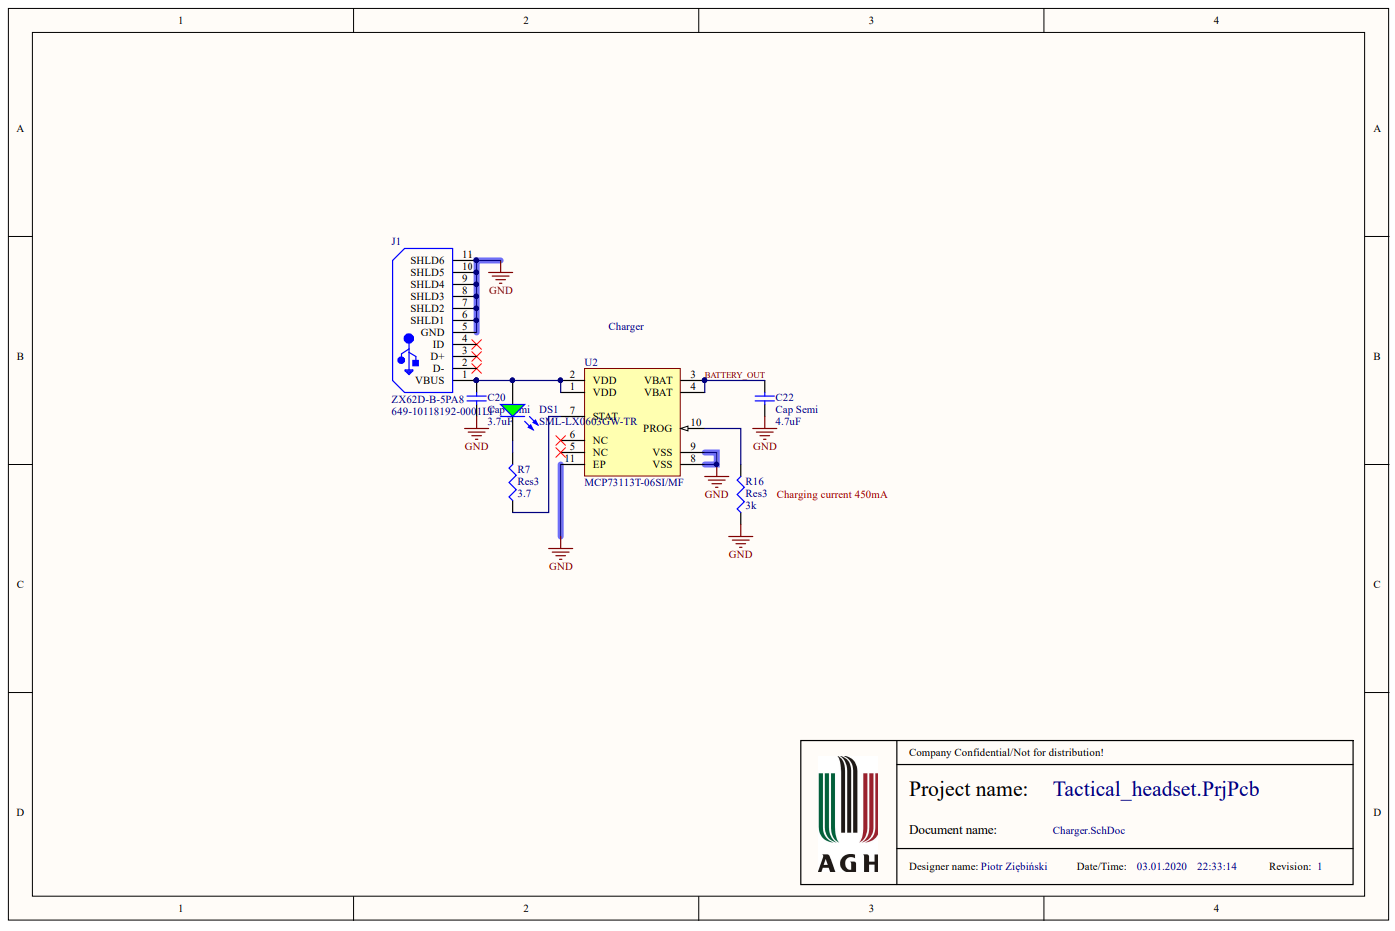 1 2 3 4
A A
J1
SHLD6 11
SHLD5 10
SHLD4 9
SHLD3 8
SHLD2 7
SHLD1 6
GND 5
ID 4
D+ 3
D- 2
VBUS 1
GND
Charger
B B
ZX62D-B-5PA8
649-10118192-0001LF
C20
Cap Semi
3.7uF
GND
DS1
SML-LX0603GW-TR
R7
Res3
3.7
U2
2 VDD VBAT 3
1 VDD VBAT 4
7 STAT
PROG 10
6 NC
5 NC VSS 9
11 EP VSS 8
MCP73113T-06SI/MF
BATTERY_OUT
C22
Cap Semi
4.7uF
GND
GND
R16
Res3
3k
Charging current 450mA
GND
GND
C C
D D
Company Confidential/Not for distribution!
Project name: Tactical_headset.PrjPcb
Document name: Charger.SchDoc
Designer name: Piotr Ziębiński Date/Time: 03.01.2020 22:33:14 Revision: 1
AGH
1 2 3 4